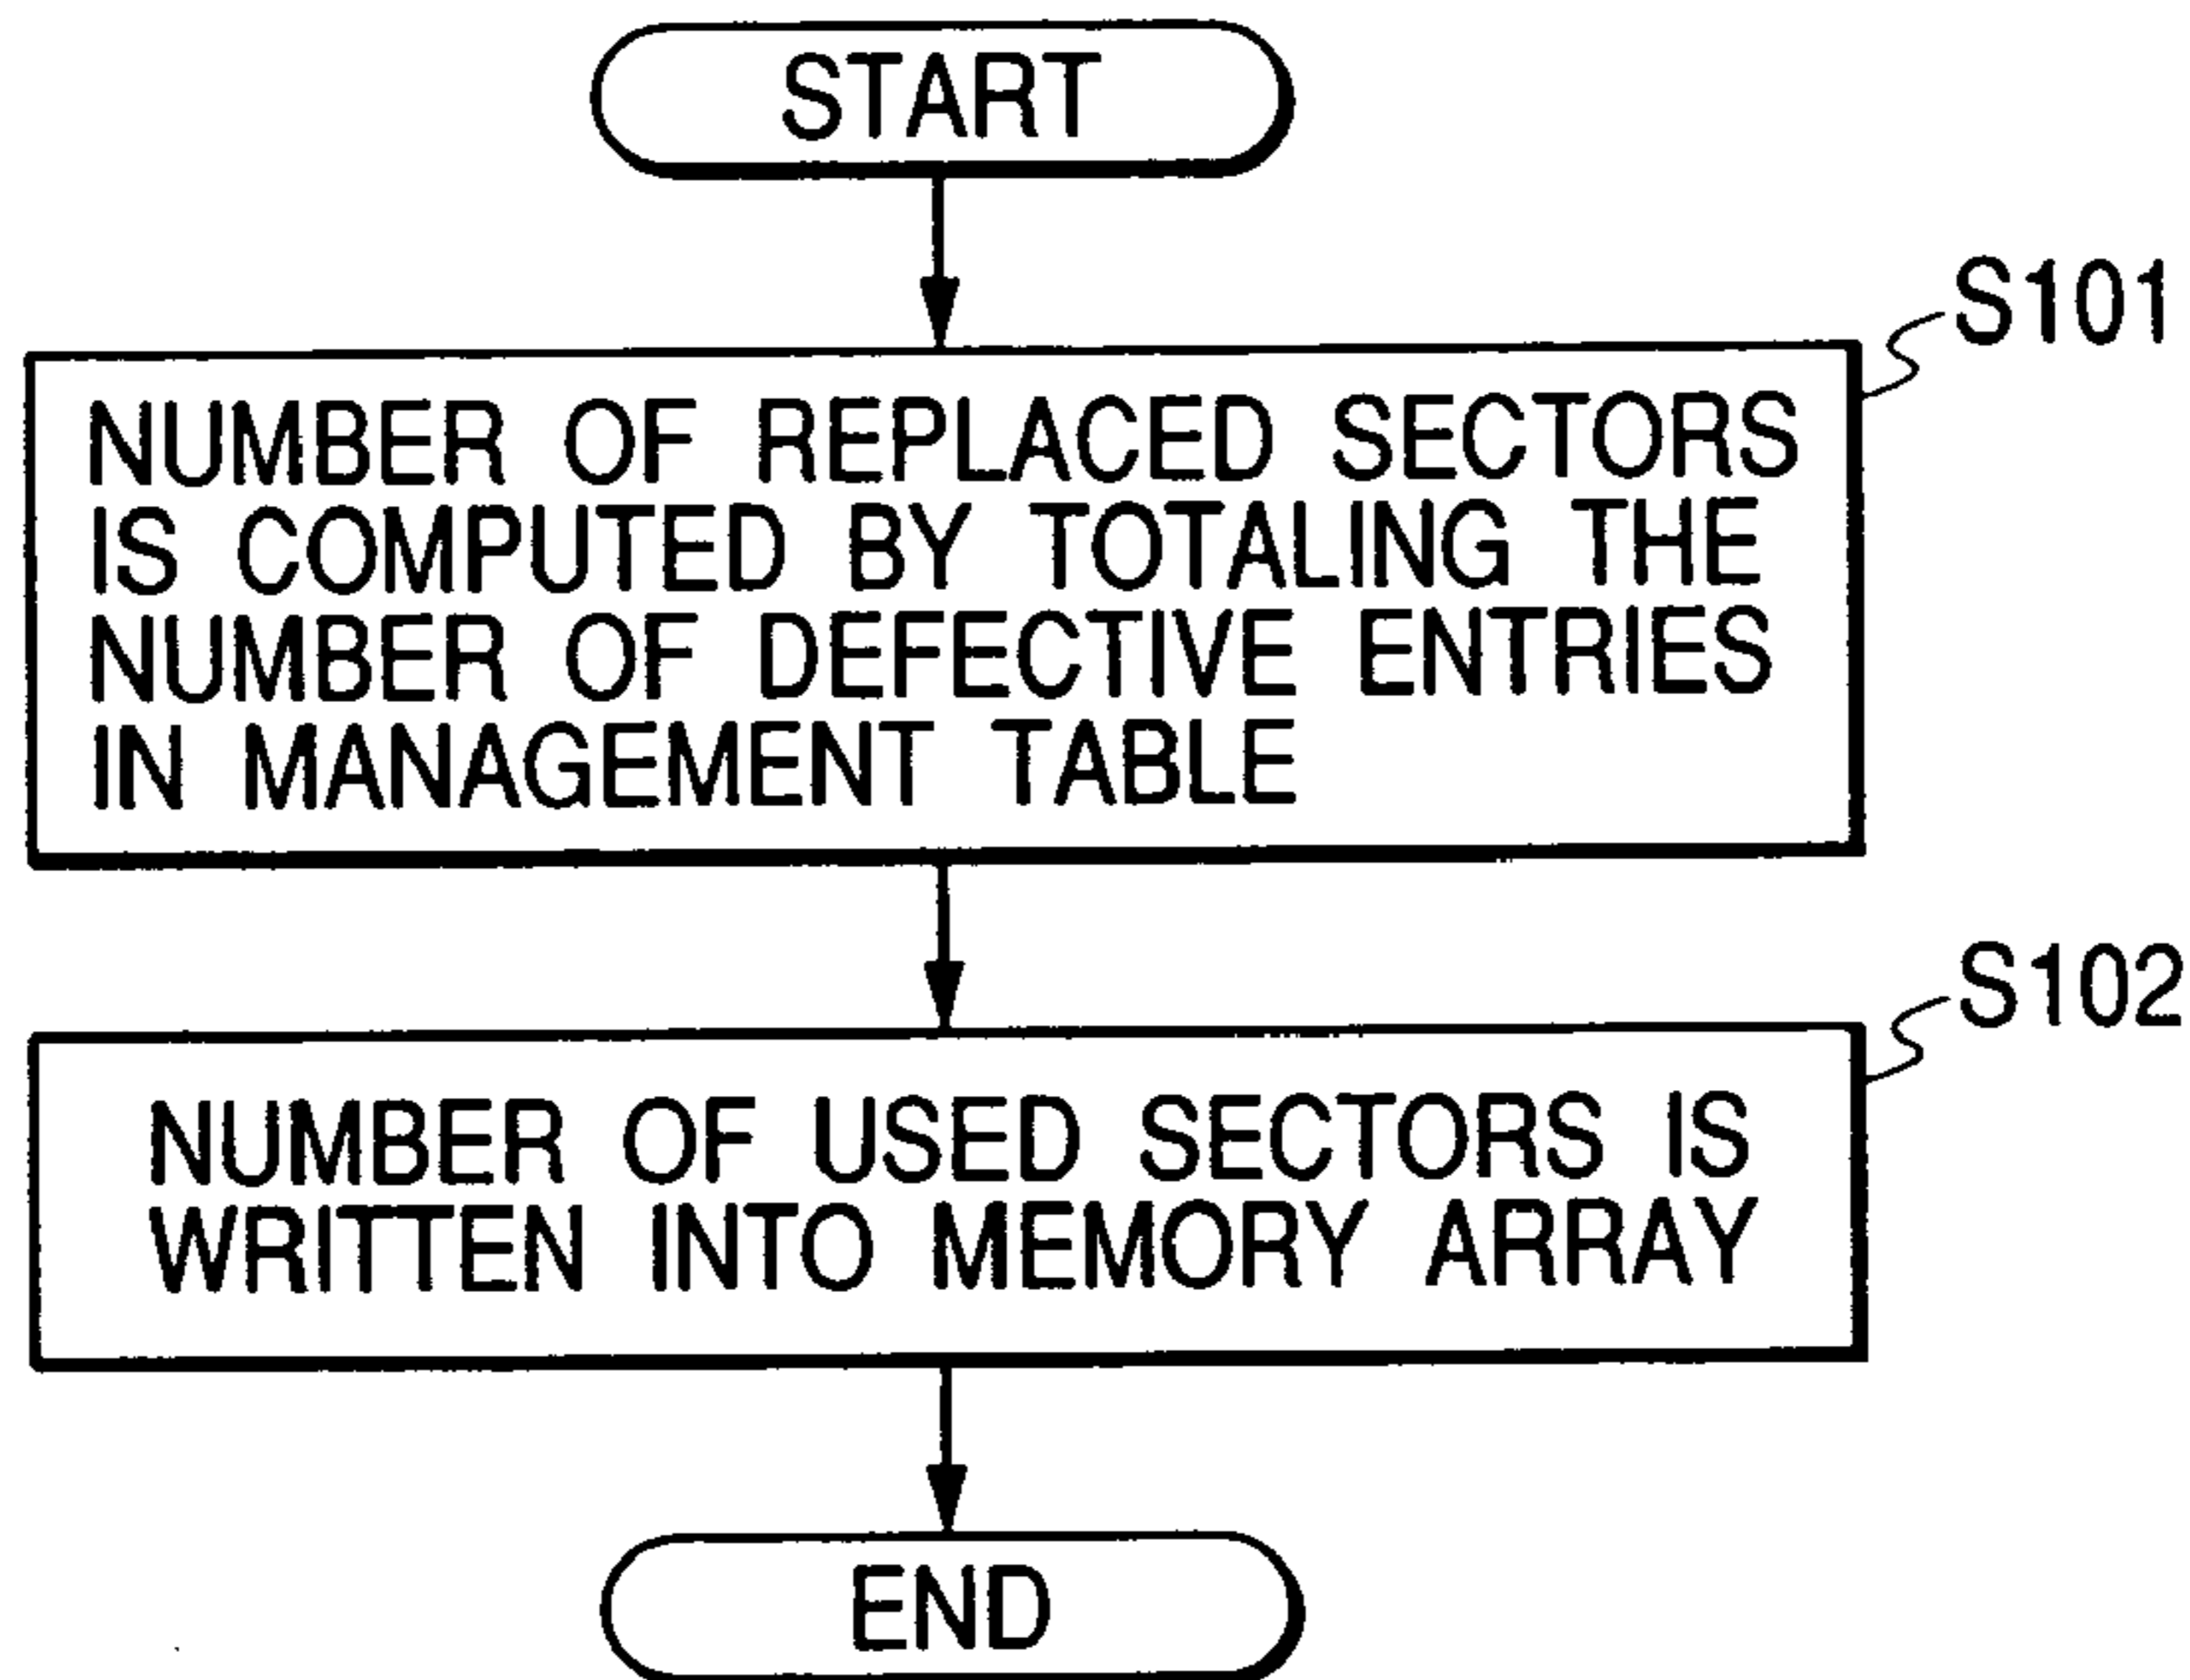 START
S101
NUMBER OF REPLACED SECTORS
IS COMPUTED BY TOTALING THE
NUMBER OF DEFECTIVE ENTRIES
IN MANAGEMENT TABLE
S102
NUMBER OF USED SECTORS IS
WRITTEN INTO MEMORY ARRAY
END